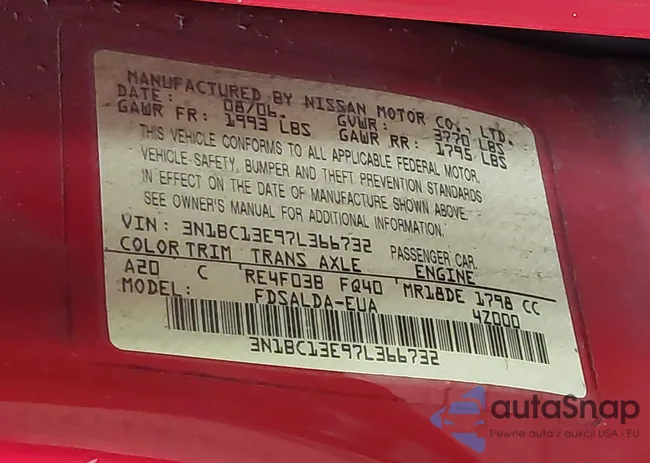 MANUFACTURED BY NISSAN MOTOR CO., LTD.
DATE: 08/06. GVWR: 3770 LBS
GAWR FR: 1993 LBS GAWR RR: 1795 LBS
THIS VEHICLE CONFORMS TO ALL APPLICABLE FEDERAL MOTOR
VEHICLE-SAFETY, BUMPER AND THEFT PREVENTION STANDARDS
IN EFFECT ON THE DATE OF MANUFACTURE SHOWN ABOVE.
SEE OWNER'S MANUAL FOR ADDITIONAL INFORMATION.
VIN: 3N1BC13E97L366732 PASSENGER CAR.
COLOR TRIM TRANS AXLE ENGINE
A20 C RE4F03B FQ40 MR18DE 1798 CC
MODEL: FDSALDA-EUA 4Z000
3N1BC13E97L366732
autaSnap
Pewne auta z aukcji USA i EU